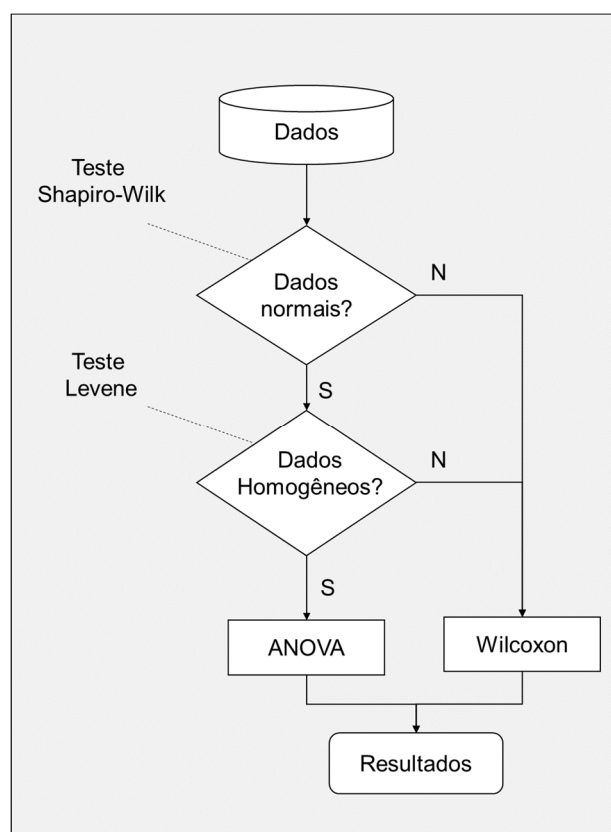 Dados
Teste
Shapiro-Wilk
N
Dados
normais?
S
Teste
Levene
N
Dados
Homogêneos?
S
ANOVA
Wilcoxon
Resultados